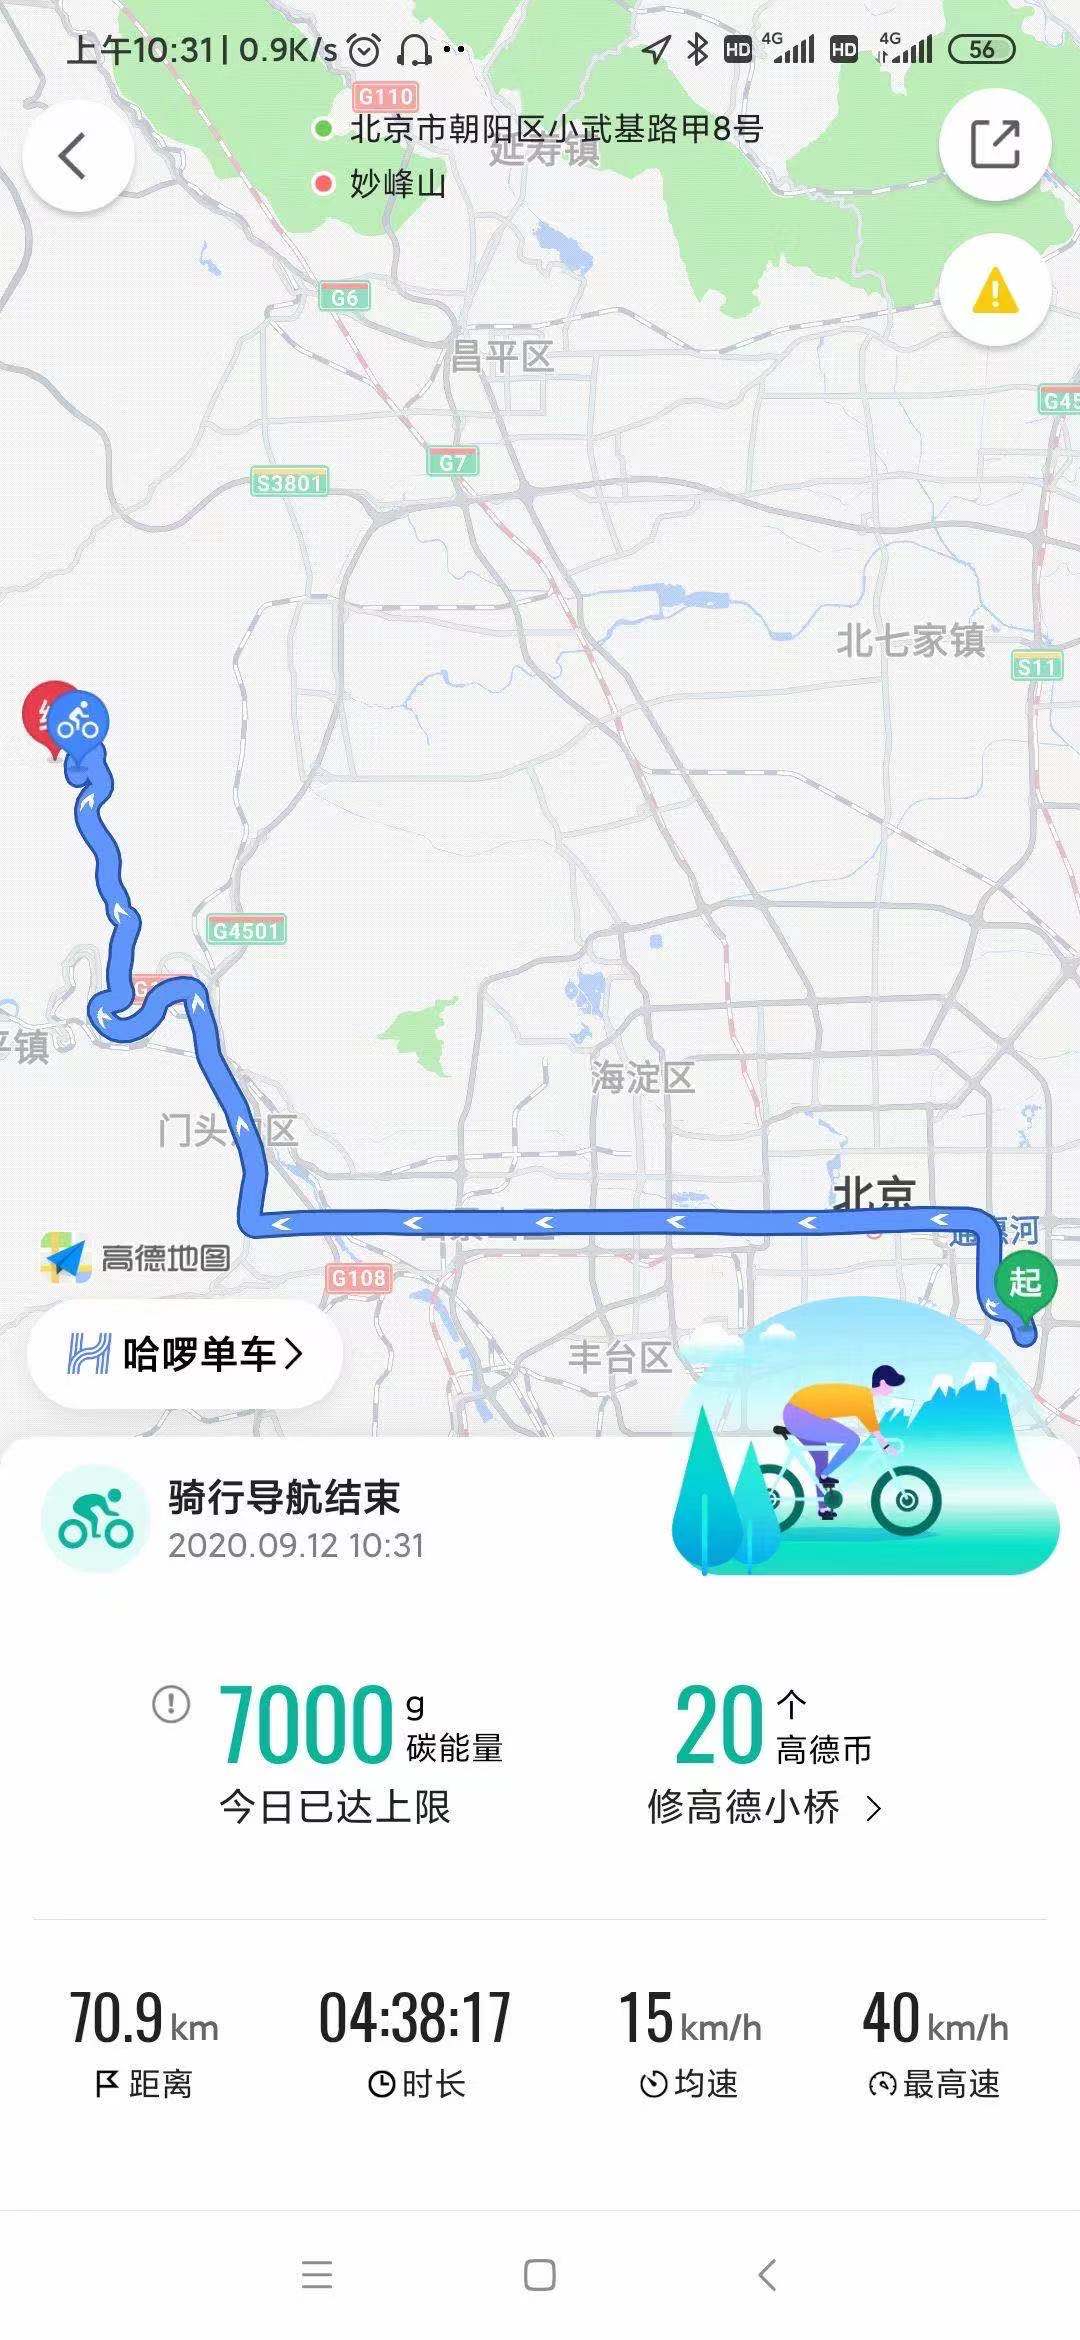 上午10:31 | 0.9K/s
HD 4G HD 4G 56
G110
北京市朝阳区小武基路甲8号
延寿镇
妙峰山
G6
昌平区
G45
G7
S3801
北七家镇
S11
G4501
海淀区
门头沟区
北京
通惠河
高德地图
G108
起
哈啰单车
丰台区
骑行导航结束
2020.09.12 10:31
7000 g 碳能量
今日已达上限
20 个 高德币
修高德小桥
70.9 km
距离
04:38:17
时长
15 km/h
均速
40 km/h
最高速